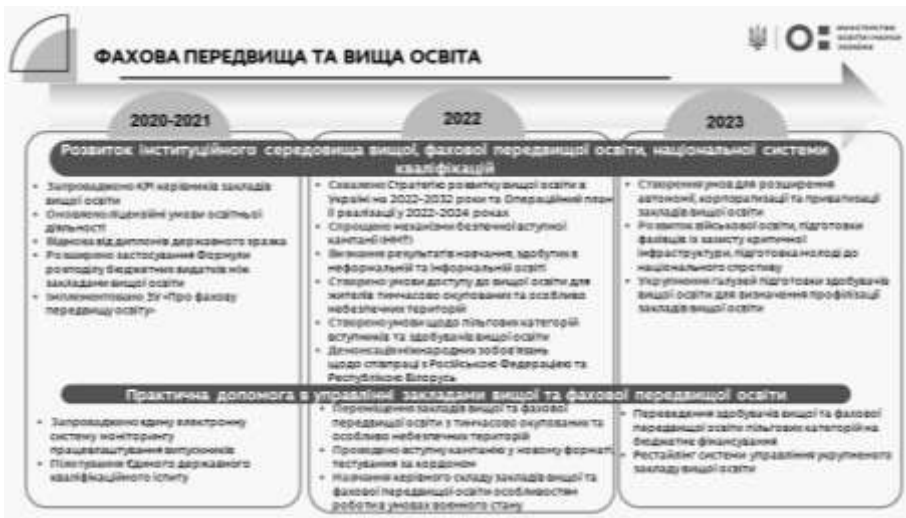 МІНІСТЕРСТВО
ОСВІТИ І НАУКИ
УКРАЇНИ
ФАХОВА ПЕРЕДВИЩА ТА ВИЩА ОСВІТА
2020-2021
2022
2023
Розвиток інституційного середовища вищої, фахової передвищої освіти, національної системи
кваліфікацій
• Запроваджено КПІ керівників закладів
вищої освіти
• Оновлено ліцензійні умови освітньої
діяльності
• Відмова від дипломів державного зразка
• Розширено застосування Формули
розподілу бюджетних видатків між
закладами вищої освіти
• Імплементовано ЗУ «Про фахову
передвищу освіту»
• Схвалено Стратегію розвитку вищої освіти в
Україні на 2022-2032 роки та Операційний план
її реалізації у 2022-2024 роках
• Спрощено механізми безпечної вступної
кампанії (НМТ)
• Визнання результатів навчання, здобутих в
неформальній та інформальній освіті
• Створено умови доступу до вищої освіти для
жителів тимчасово окупованих та особливо
небезпечних територій
• Створено умови щодо пільгових категорій
вступників та здобувачів вищої освіти
• Денонсація міжнародних зобов'язань
щодо співпраці з Російською Федерацією та
Республікою Білорусь
• Створення умов для розширення
автономії, корпоратизації та приватизації
закладів вищої освіти
• Розвиток військової освіти, підготовки
фахівців із захисту критичної
інфраструктури, підготовка молоді до
національного спротиву
• Укрупнення галузей підготовки здобувачів
вищої освіти для визначення профілізації
закладів вищої освіти
Практична допомога в управлінні закладами вищої та фахової передвищої освіти
• Запроваджено єдину електронну
систему моніторингу
працевлаштування випускників
• Пілотування Єдиного державного
кваліфікаційного іспиту
• Переміщення закладів вищої та фахової
передвищої освіти з тимчасово окупованих та
особливо небезпечних територій
• Проведено вступну кампанію у новому форматі,
тестування за кордоном
• Навчання керівного складу закладів вищої та
фахової передвищої освіти особливостям
роботи в умовах воєнного стану
• Переведення здобувачів вищої та фахової
передвищої освіти пільгових категорій на
бюджетне фінансування
• Рестайлінг системи управління укрупненого
закладу вищої освіти